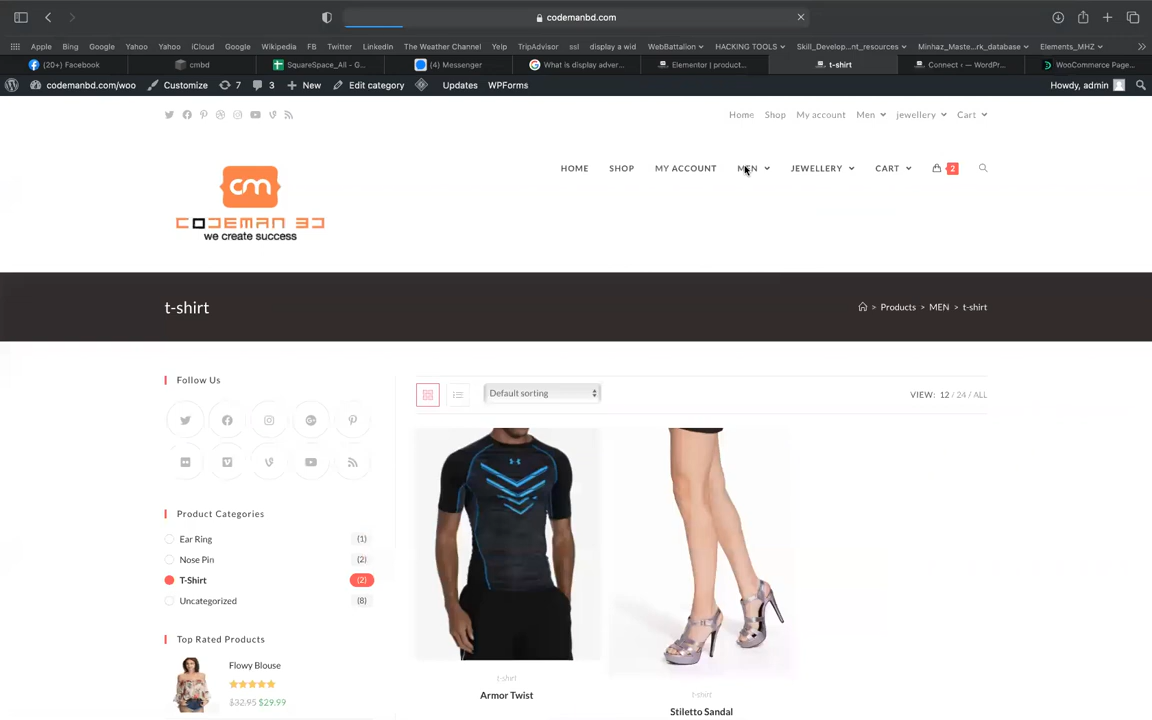 codemanbd.com
Apple Bing Google Yahoo Yahoo iCloud Google Wikipedia FB Twitter LinkedIn The Weather Channel Yelp TripAdvisor ssl display a wid WebBattalion HACKING TOOLS Skill_Develop...nt_resources Minhaz_Maste...rk_database Elements_MHZ
(20+) Facebook cmbd SquareSpace_All - G... (4) Messenger What is display adver... Elementor | product... t-shirt Connect ‹ — WordPr... WooCommerce Page...
codemanbd.com/woo Customize 7 3 New Edit category Updates WPForms Howdy, admin
Home Shop My account Men jewellery Cart
cm
CODEMAN BD
we create success
HOME SHOP MY ACCOUNT MEN JEWELLERY CART 2
t-shirt
> Products > MEN > t-shirt
Follow Us
Default sorting
VIEW: 12 / 24 / ALL
Product Categories
Ear Ring (1)
Nose Pin (2)
T-Shirt (2)
Uncategorized (8)
Top Rated Products
Flowy Blouse
$32.95 $29.99
t-shirt
Armor Twist
t-shirt
Stiletto Sandal